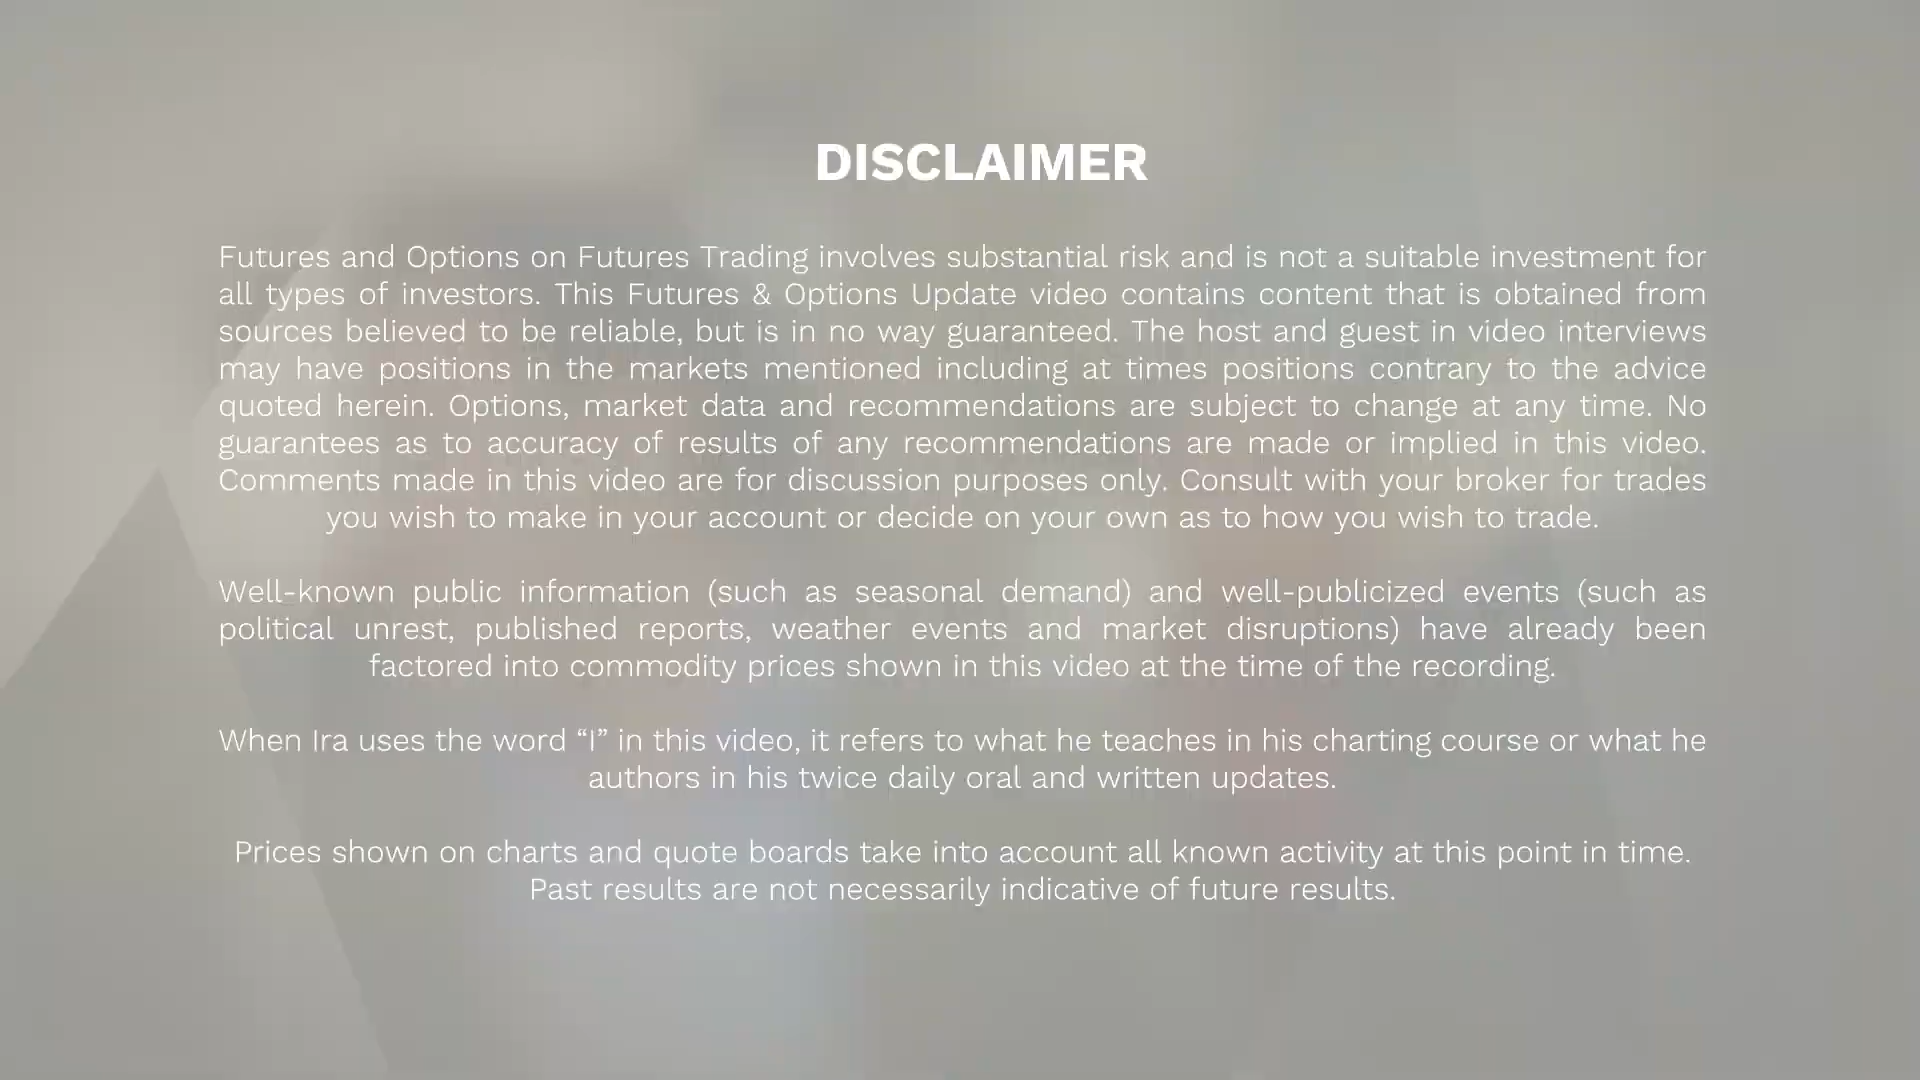 DISCLAIMER
Futures and Options on Futures Trading involves substantial risk and is not a suitable investment for
all types of investors. This Futures & Options Update video contains content that is obtained from
sources believed to be reliable, but is in no way guaranteed. The host and guest in video interviews
may have positions in the markets mentioned including at times positions contrary to the advice
quoted herein. Options, market data and recommendations are subject to change at any time. No
guarantees as to accuracy of results of any recommendations are made or implied in this video.
Comments made in this video are for discussion purposes only. Consult with your broker for trades
you wish to make in your account or decide on your own as to how you wish to trade.
Well-known public information (such as seasonal demand) and well-publicized events (such as
political unrest, published reports, weather events and market disruptions) have already been
factored into commodity prices shown in this video at the time of the recording.
When Ira uses the word “I” in this video, it refers to what he teaches in his charting course or what he
authors in his twice daily oral and written updates.
Prices shown on charts and quote boards take into account all known activity at this point in time.
Past results are not necessarily indicative of future results.